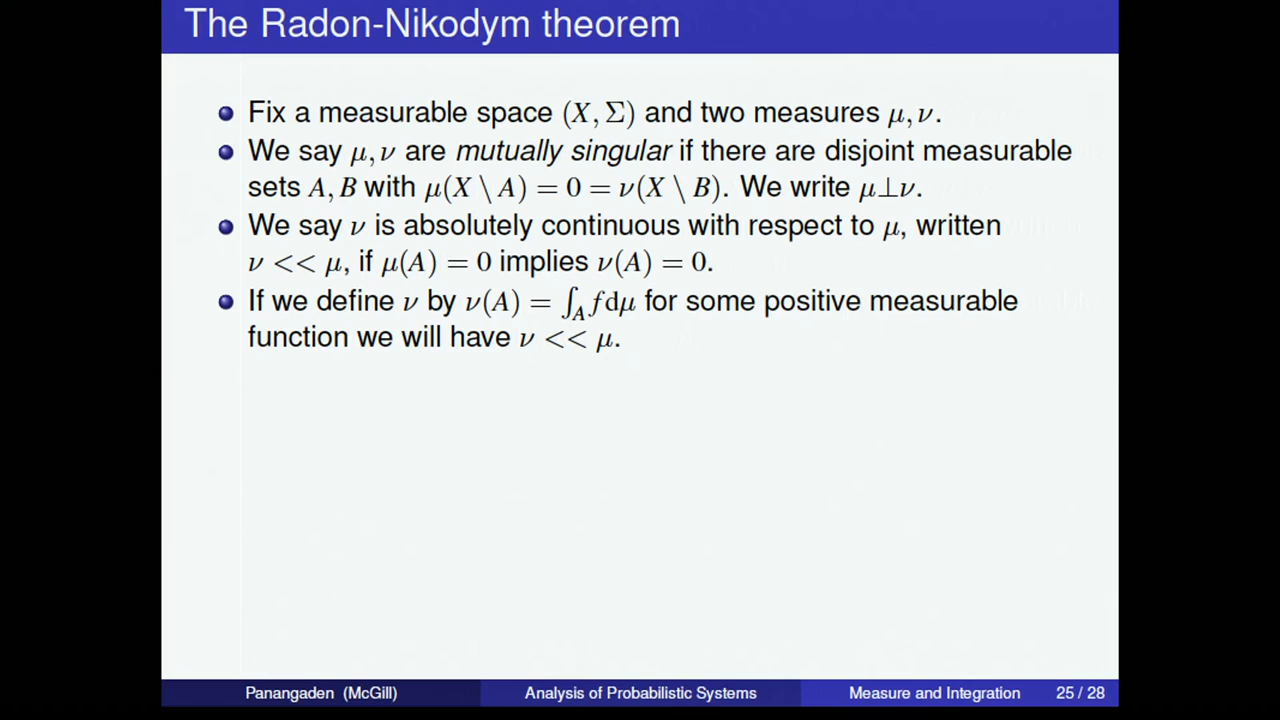 The Radon-Nikodym theorem
Fix a measurable space (X, Σ) and two measures μ, ν.
We say μ, ν are mutually singular if there are disjoint measurable
sets A, B with μ(X \ A) = 0 = ν(X \ B). We write μ⊥ν.
We say ν is absolutely continuous with respect to μ, written
ν << μ, if μ(A) = 0 implies ν(A) = 0.
If we define ν by ν(A) = ∫_A fdμ for some positive measurable
function we will have ν << μ.
Panangaden (McGill) Analysis of Probabilistic Systems Measure and Integration 25 / 28